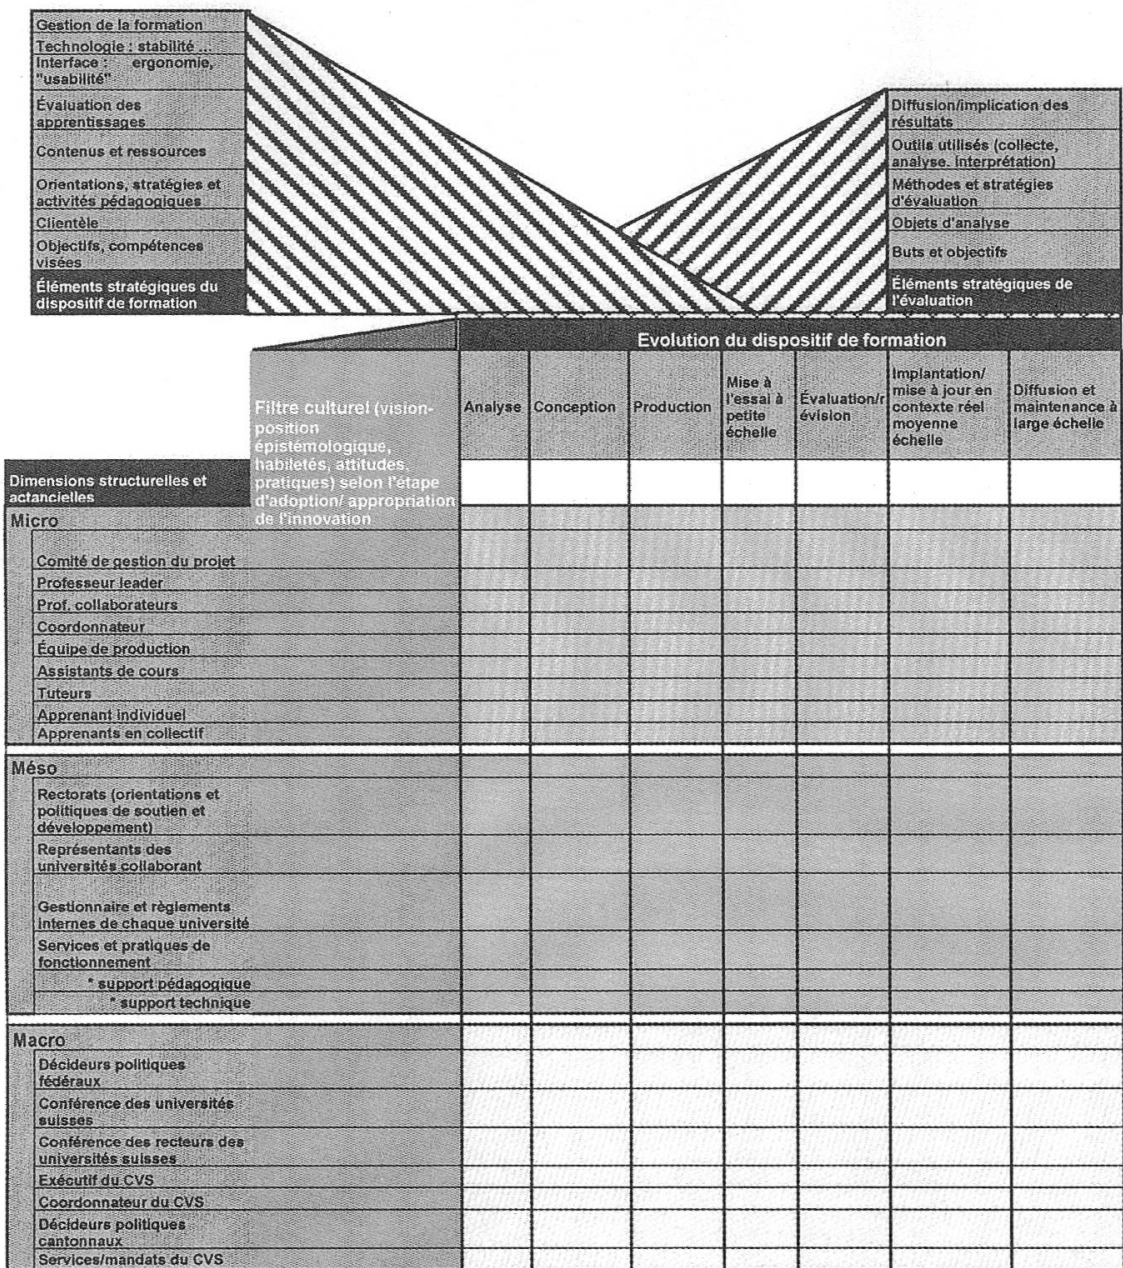 Gestion de la formation
Technologie : stabilité ...
Interface : ergonomie,
"usabilité"
Évaluation des
apprentissages
Contenus et ressources
Orientations, stratégies et
activités pédagogiques
Clientèle
Objectifs, compétences
visées
Éléments stratégiques du
dispositif de formation
Diffusion/implication des
résultats
Outils utilisés (collecte,
analyse. interprétation)
Méthodes et stratégies
d'évaluation
Objets d'analyse
Buts et objectifs
Éléments stratégiques de
l'évaluation
Evolution du dispositif de formation
Filtre culturel (vision-
position
épistémologique,
habiletés, attitudes,
pratiques) selon l'étape
d'adoption/ appropriation
de l'innovation
Analyse
Conception
Production
Mise à
l'essai à
petite
échelle
Évaluation/r
évision
Implantation/
mise à jour en
contexte réel
moyenne
échelle
Diffusion et
maintenance à
large échelle
Dimensions structurelles et
actancielles
Micro
Comité de gestion du projet
Professeur leader
Prof. collaborateurs
Coordonnateur
Équipe de production
Assistants de cours
Tuteurs
Apprenant individuel
Apprenants en collectif
Méso
Rectorats (orientations et
politiques de soutien et
développement)
Représentants des
universités collaborant
Gestionnaire et règlements
internes de chaque université
Services et pratiques de
fonctionnement
* support pédagogique
* support technique
Macro
Décideurs politiques
fédéraux
Conférence des universités
suisses
Conférence des recteurs des
universités suisses
Exécutif du CVS
Coordonnateur du CVS
Décideurs politiques
cantonnaux
Services/mandats du CVS